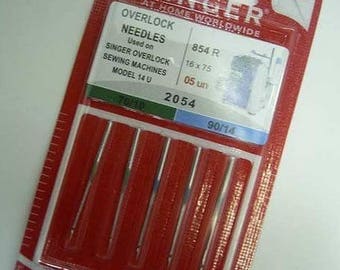 SINGER
AT HOME WORLDWIDE
OVERLOCK
NEEDLES
Used on
SINGER OVERLOCK
SEWING MACHINES
MODEL 14 U
854 R
16 x 75
05 un
2054
70/10
90/14